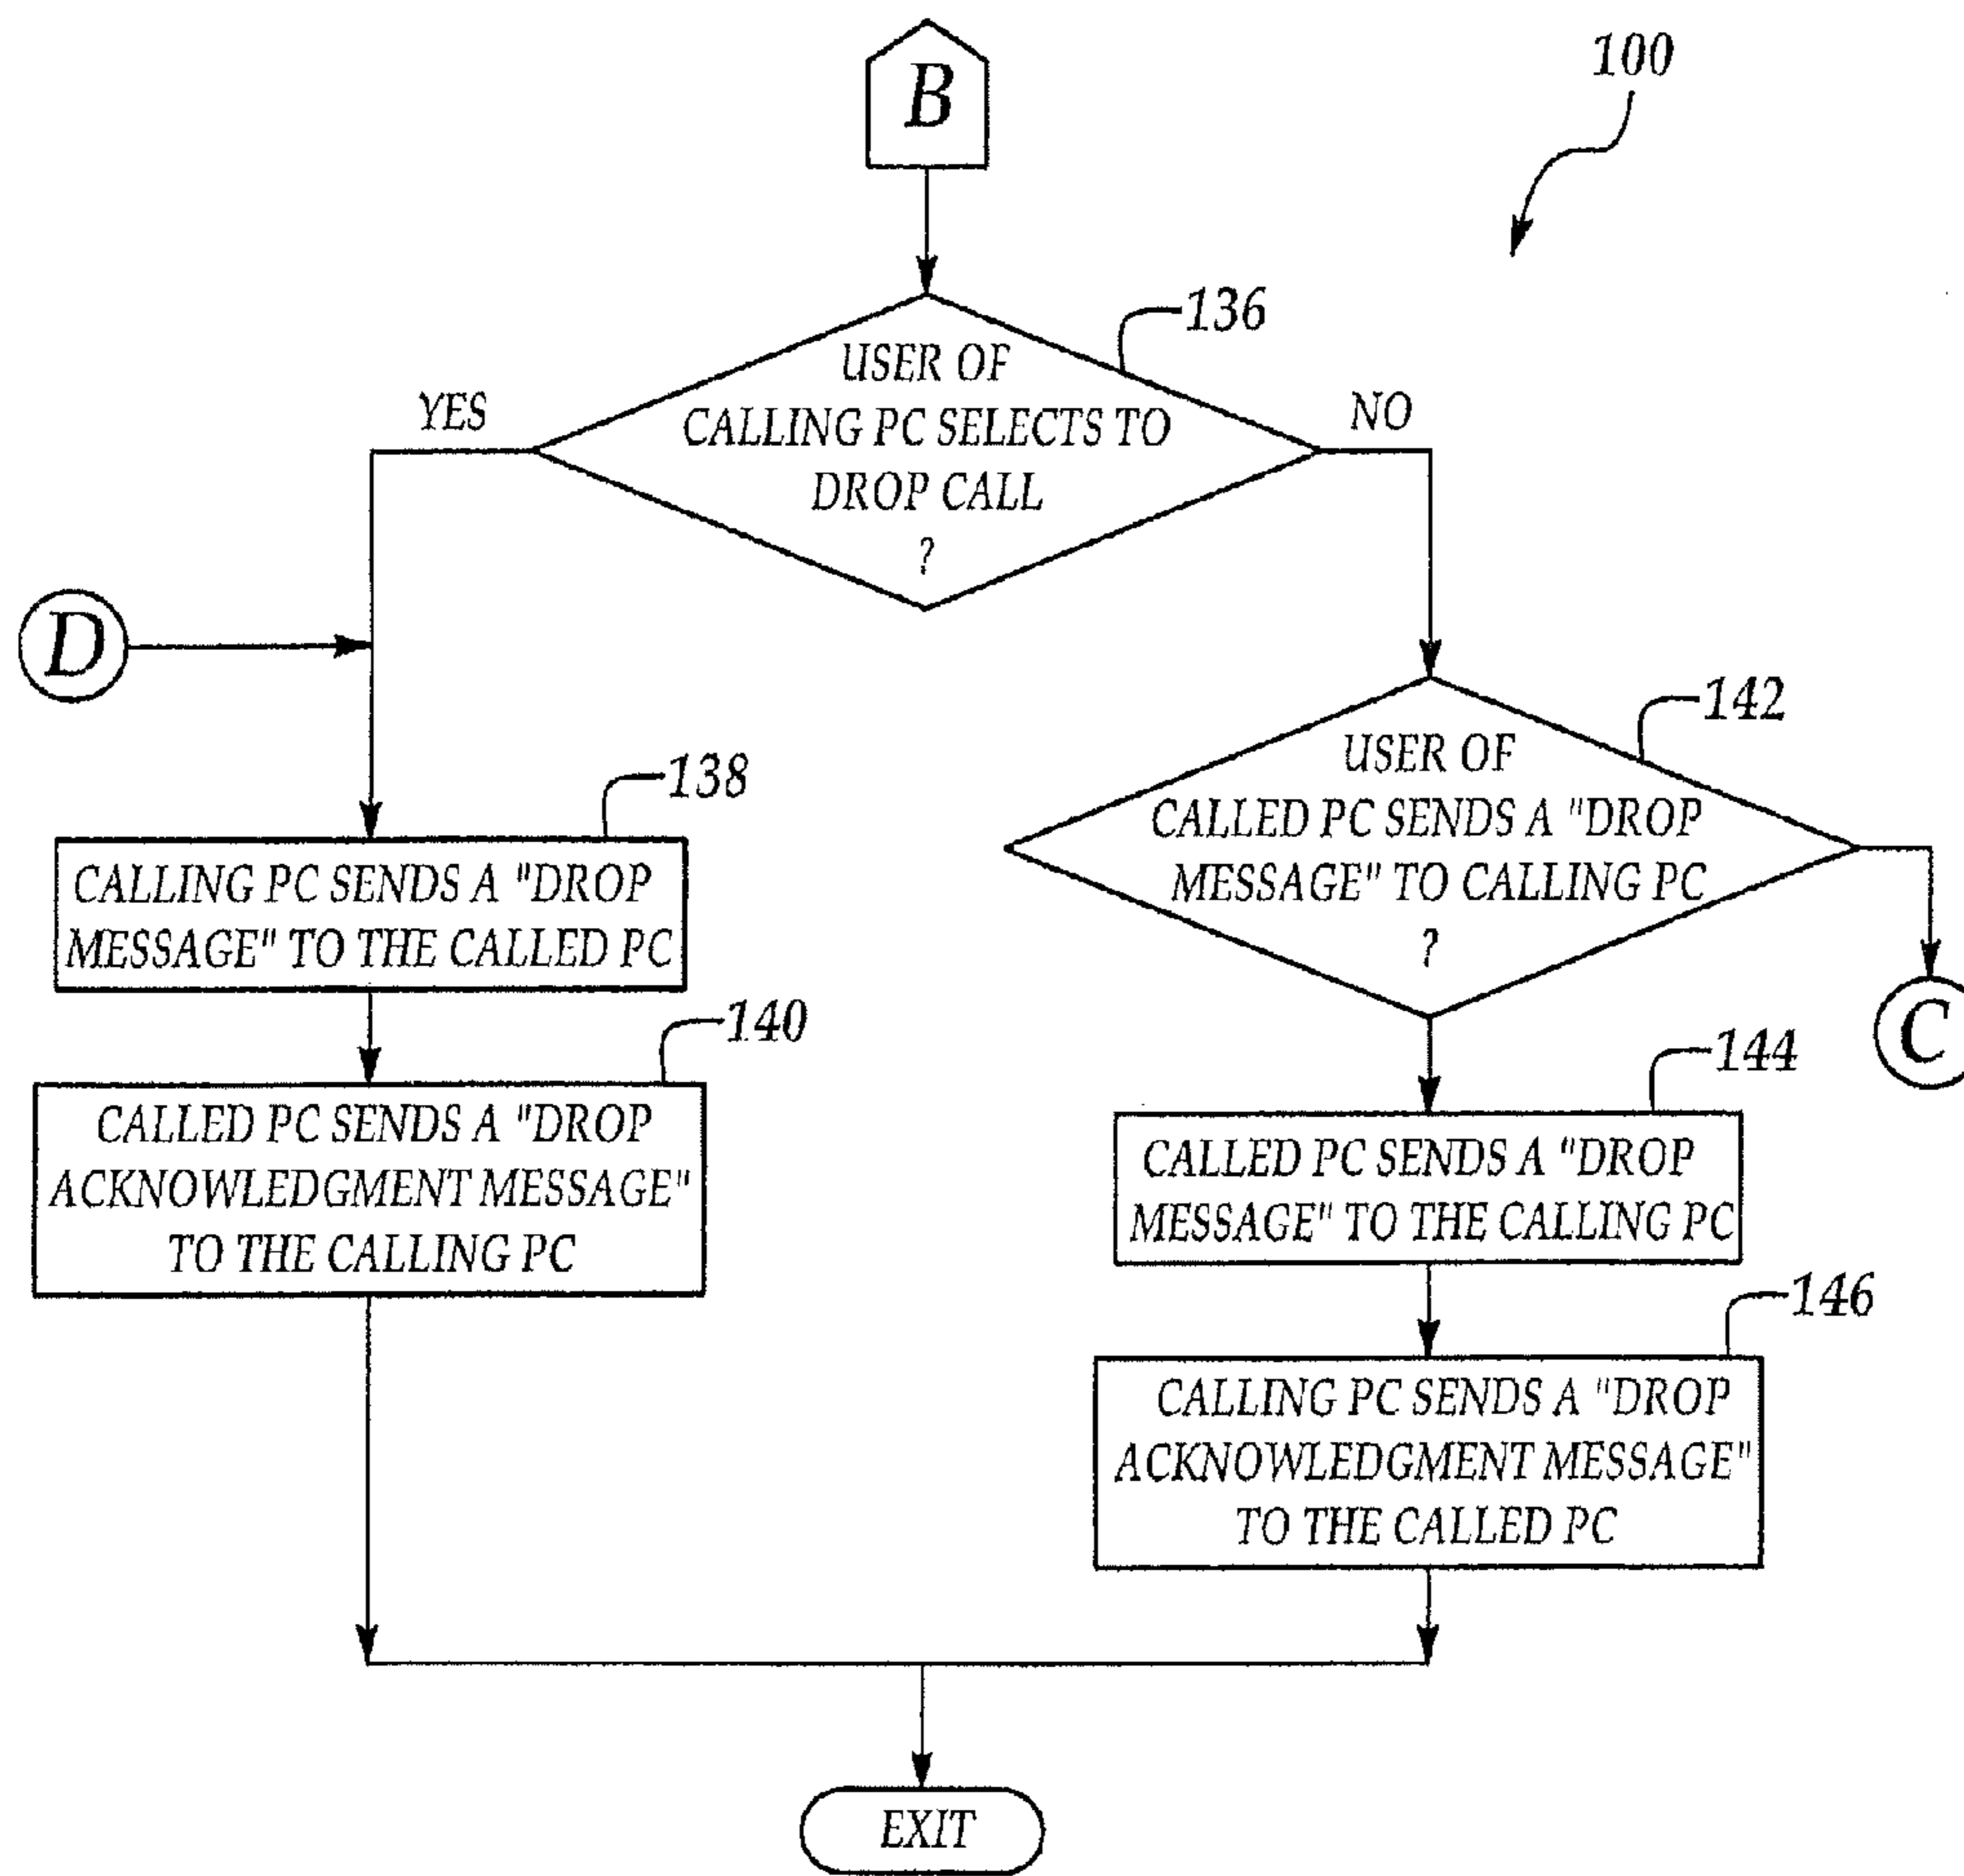 B
100
136
USER OF
CALLING PC SELECTS TO
DROP CALL
?
YES
NO
D
142
USER OF
CALLED PC SENDS A "DROP
MESSAGE" TO CALLING PC
?
138
CALLING PC SENDS A "DROP
MESSAGE" TO THE CALLED PC
C
140
CALLED PC SENDS A "DROP
ACKNOWLEDGMENT MESSAGE"
TO THE CALLING PC
144
CALLED PC SENDS A "DROP
MESSAGE" TO THE CALLING PC
146
CALLING PC SENDS A "DROP
ACKNOWLEDGMENT MESSAGE"
TO THE CALLED PC
EXIT